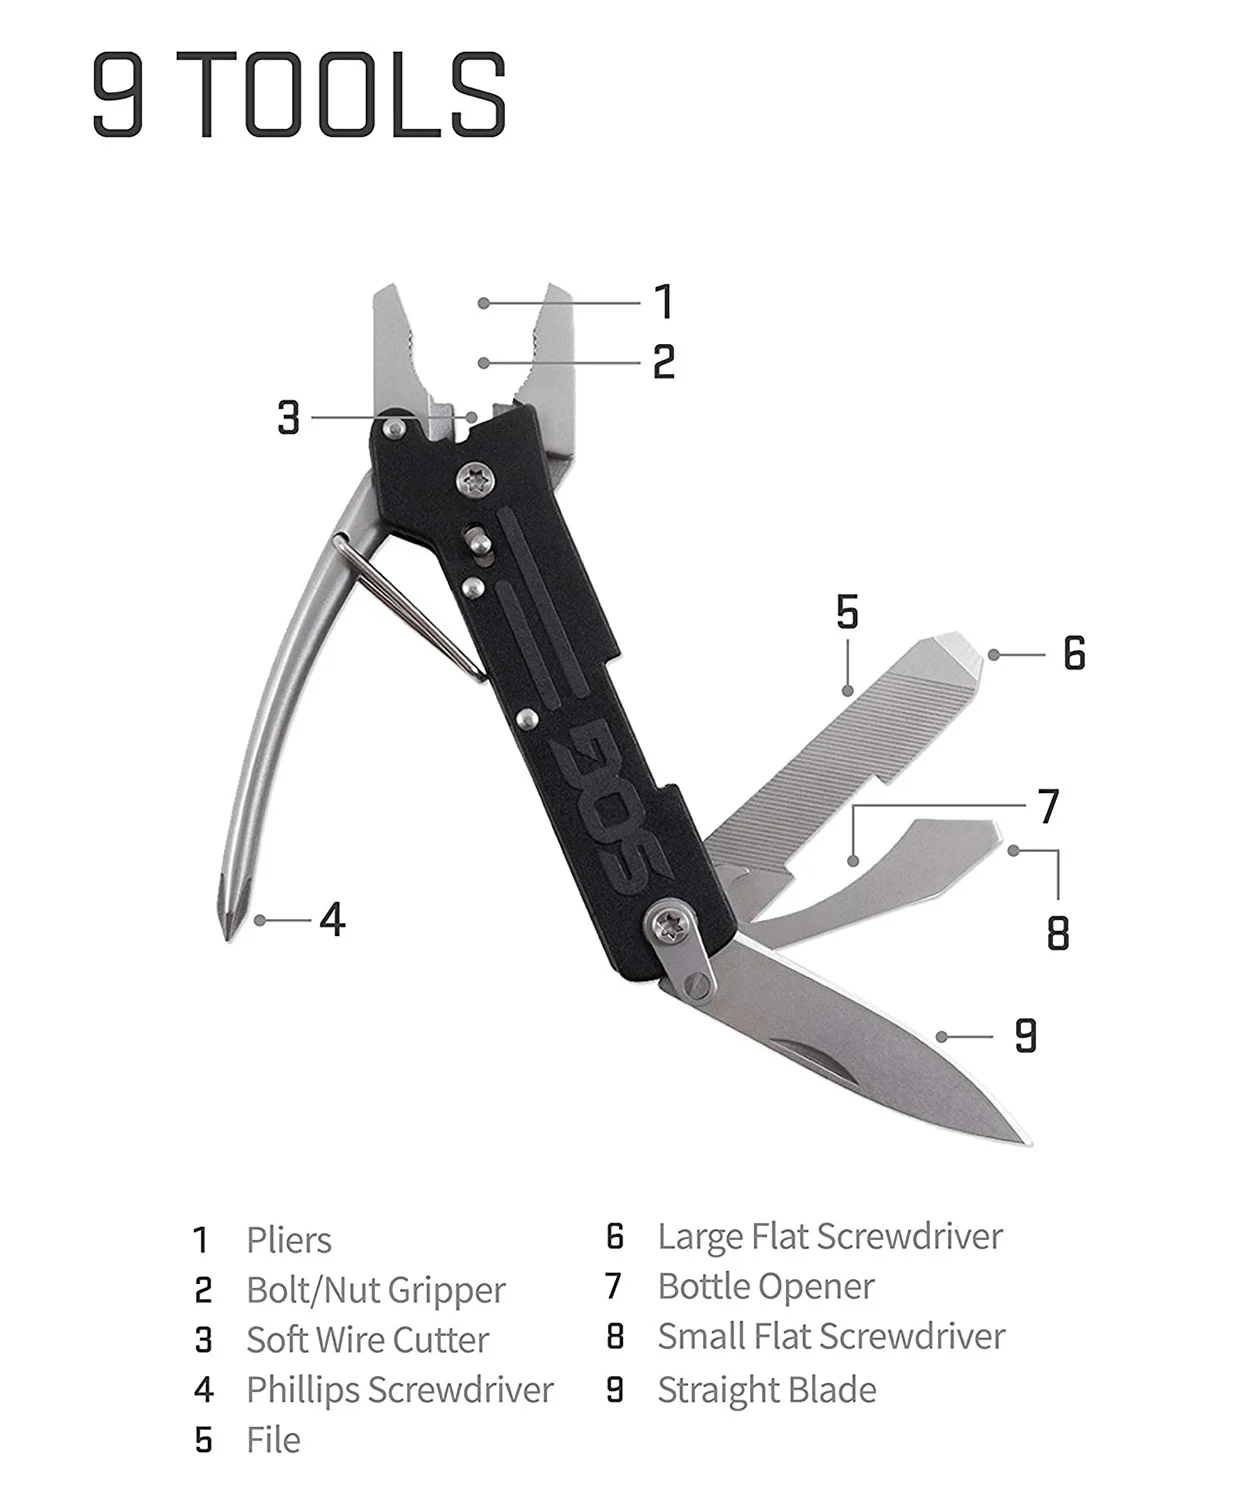 9 TOOLS
1
2
3
5
6
7
4
8
9
SOG
1 Pliers
2 Bolt/Nut Gripper
3 Soft Wire Cutter
4 Phillips Screwdriver
5 File
6 Large Flat Screwdriver
7 Bottle Opener
8 Small Flat Screwdriver
9 Straight Blade